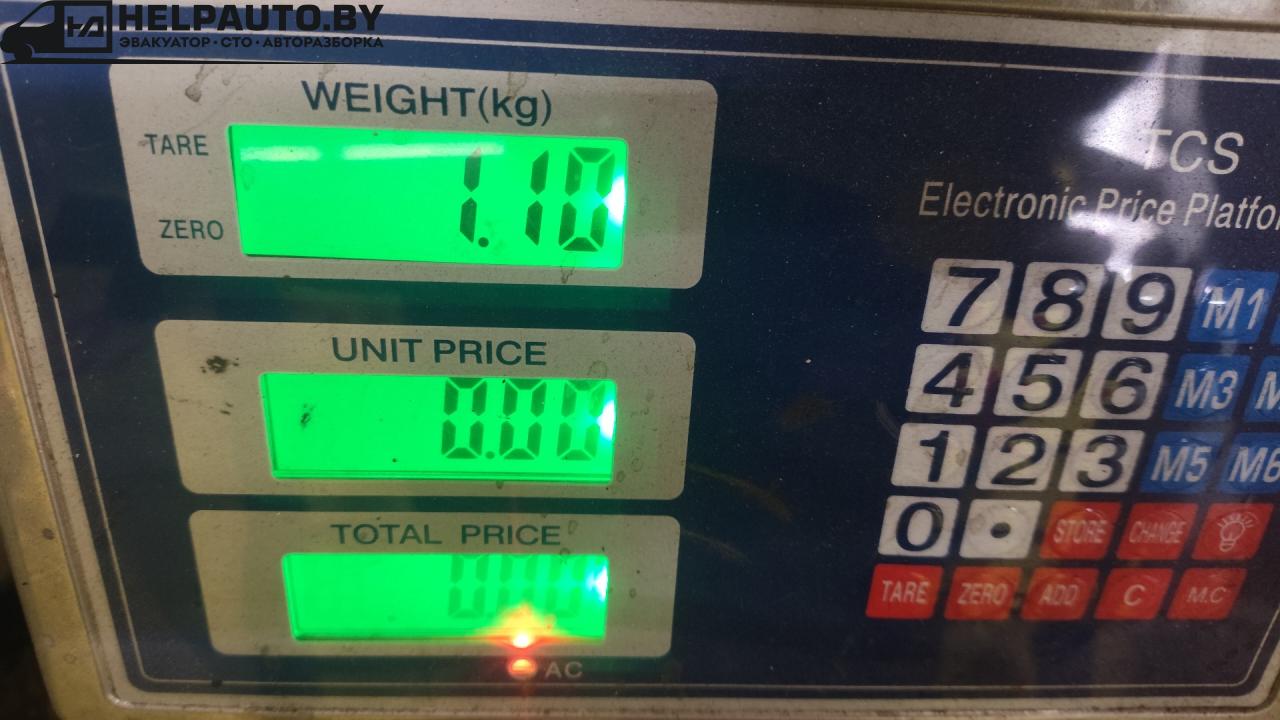 HELPAUTO.BY
ЭВАКУАТОР · СТО · АВТОРАЗБОРКА
WEIGHT(kg)
TARE
1.10
ZERO
UNIT PRICE
0.00
TOTAL PRICE
0.00
AC
TCS
Electronic Price
7 8 9 M1
4 5 6 M3
1 2 3 M5 M6
0 • STORE CHANGE
TARE ZERO ADD C M.C